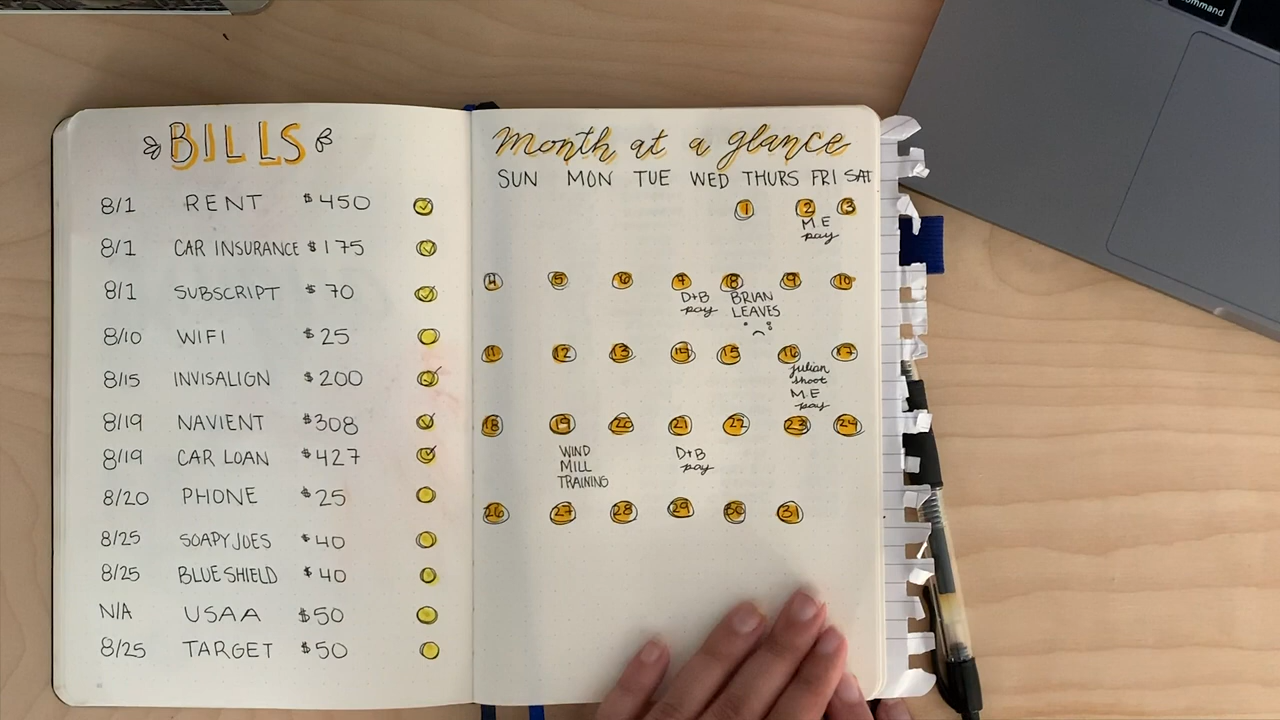 command
BILLS
8/1 RENT $450
8/1 CAR INSURANCE $175
8/1 SUBSCRIPT $70
8/10 WIFI $25
8/15 INVISALIGN $200
8/19 NAVIENT $308
8/19 CAR LOAN $427
8/20 PHONE $25
8/25 SOAPY JOES $40
8/25 BLUE SHIELD $40
N/A USAA $50
8/25 TARGET $50
Month at a glance
SUN MON TUE WED THURS FRI SAT
1 2 3
M E
pay
4 5 6 7 8 9 10
D+B BRIAN
pay LEAVES
11 12 13 14 15 16 17
julian
shoot
M.E
pay
18 19 20 21 22 23 24
WIND D+B
MILL pay
TRAINING
26 27 28 29 30 31